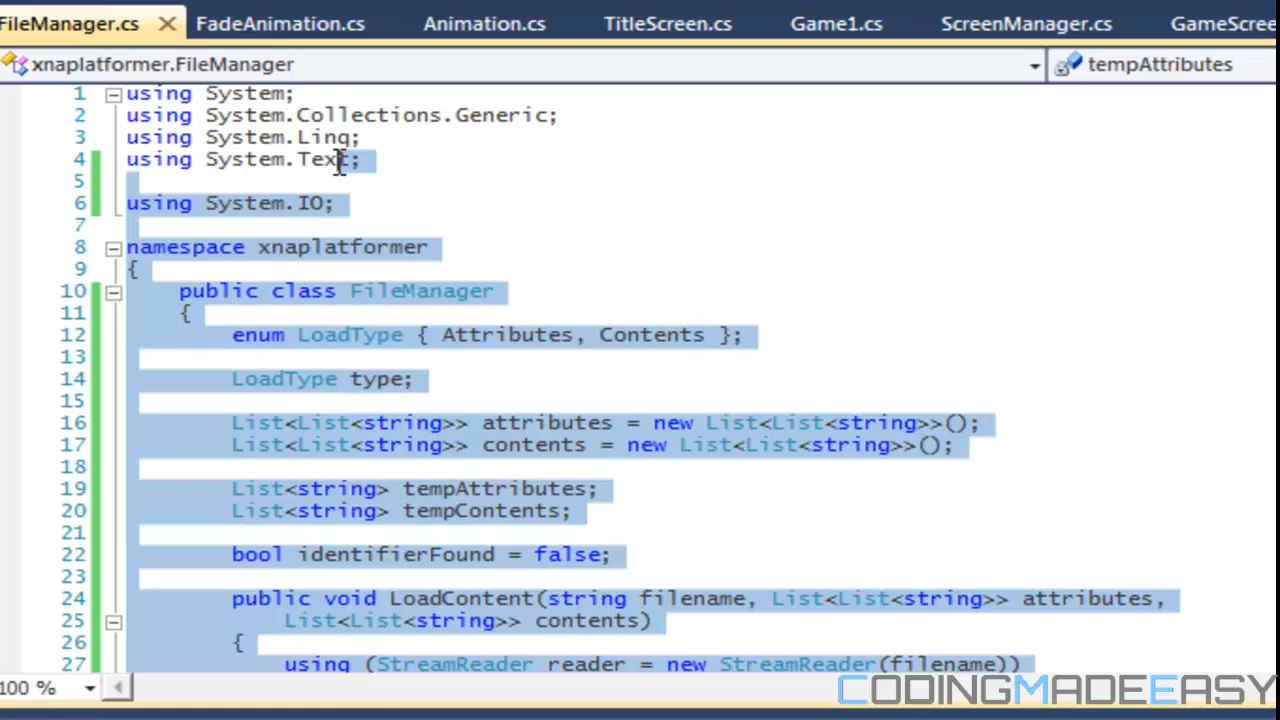 FileManager.cs FadeAnimation.cs Animation.cs TitleScreen.cs Game1.cs ScreenManager.cs GameScree
xnaplatformer.FileManager tempAttributes
1 using System;
2 using System.Collections.Generic;
3 using System.Linq;
4 using System.Text;
5
6 using System.IO;
7
8 namespace xnaplatformer
9 {
10 public class FileManager
11 {
12 enum LoadType { Attributes, Contents };
13
14 LoadType type;
15
16 List<List<string>> attributes = new List<List<string>>();
17 List<List<string>> contents = new List<List<string>>();
18
19 List<string> tempAttributes;
20 List<string> tempContents;
21
22 bool identifierFound = false;
23
24 public void LoadContent(string filename, List<List<string>> attributes,
25 List<List<string>> contents)
26 {
27 using (StreamReader reader = new StreamReader(filename))
100 %
CODINGMADEEASY